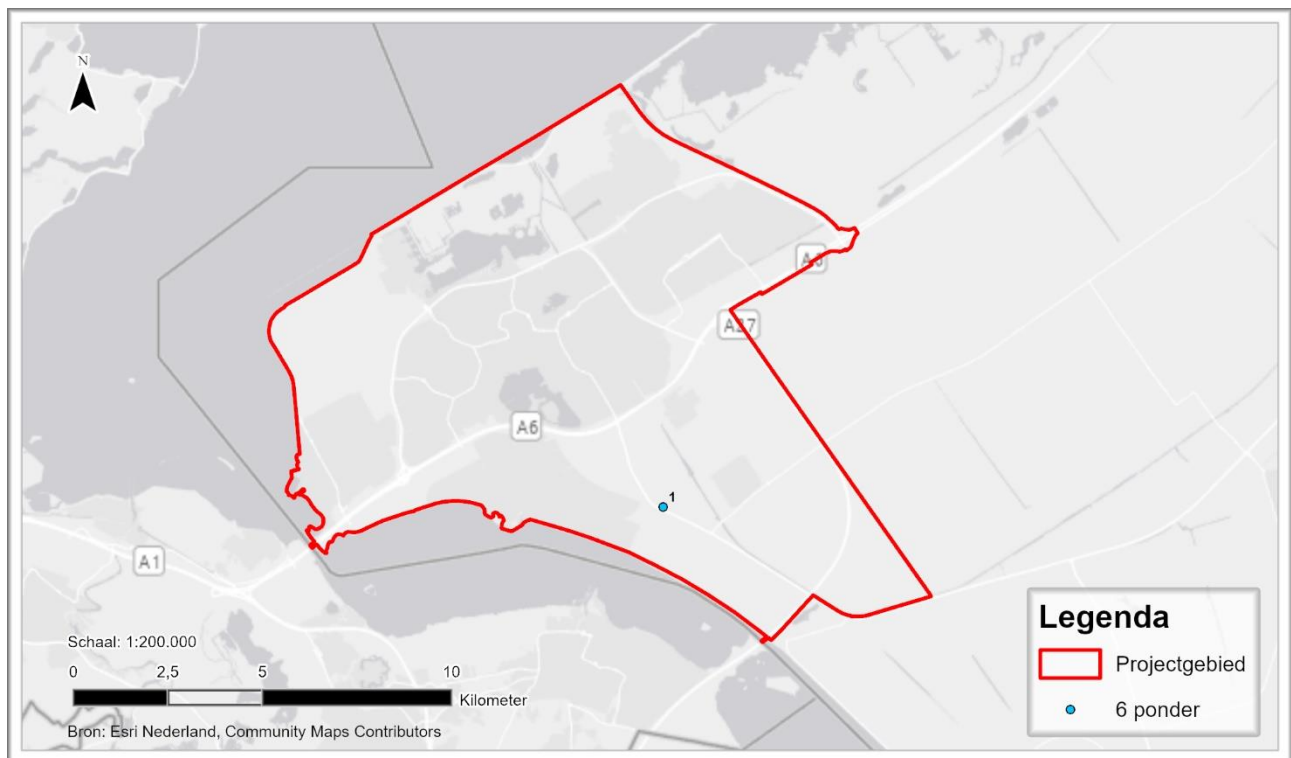 N
A6
A27
A6
1
A1
Schaal: 1:200.000
0 2,5 5 10
Kilometer
Bron: Esri Nederland, Community Maps Contributors
Legenda
Projectgebied
6 ponder